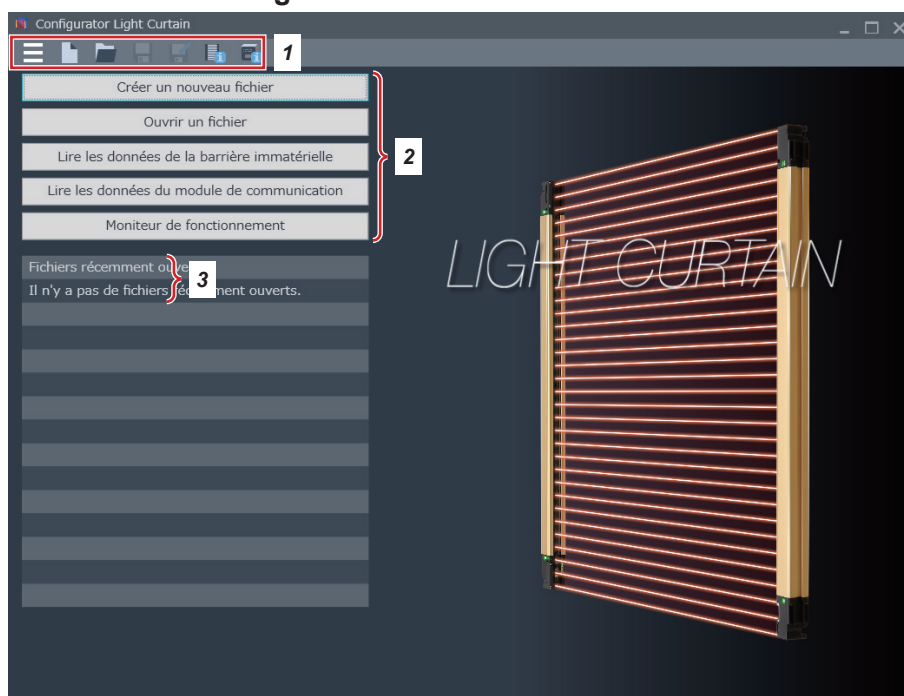 Configurator Light Curtain
1
Créer un nouveau fichier
Ouvrir un fichier
Lire les données de la barrière immatérielle
Lire les données du module de communication
Moniteur de fonctionnement
2
Fichiers récemment
Il n'y a pas de fichiers ouverts.
3
LIGHT CURTAIN